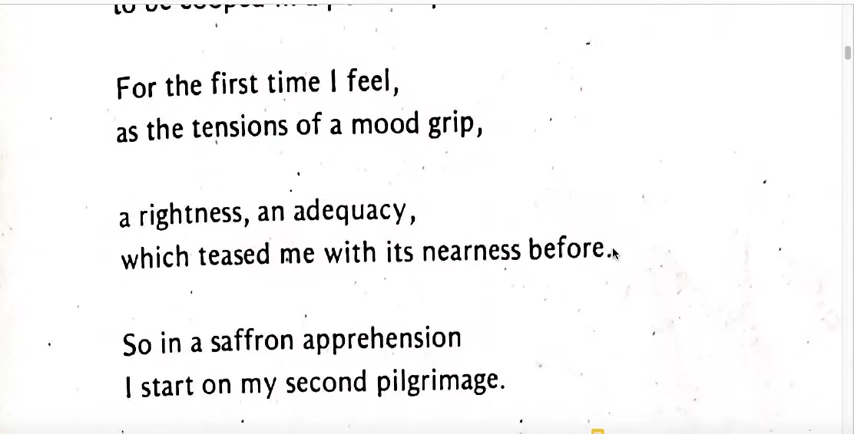 For the first time I feel,
as the tensions of a mood grip,
a rightness, an adequacy,
which teased me with its nearness before.
So in a saffron apprehension
I start on my second pilgrimage.